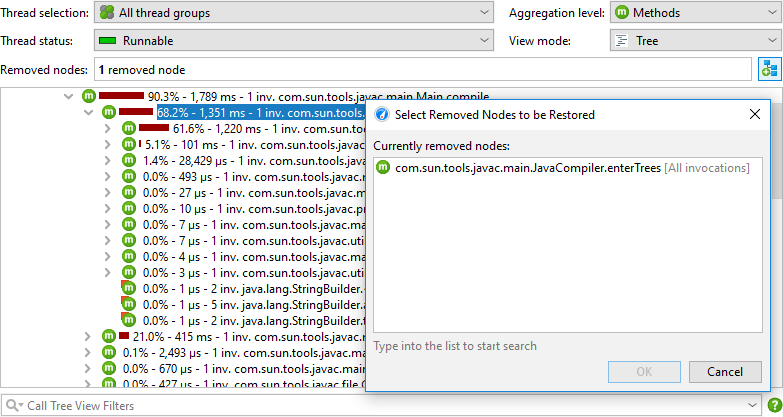 Thread selection: All thread groups Aggregation level: m Methods
Thread status: Runnable View mode: Tree
Removed nodes: 1 removed node
m 90.3% - 1,789 ms - 1 inv. com.sun.tools.javac.main.Main.compile
m 68.2% - 1,351 ms - 1 inv. com.sun.tools.
m 61.6% - 1,220 ms - 1 inv. com.sun.tools.j
m 5.1% - 101 ms - 1 inv. com.sun.tools.javac
m 1.4% - 28,429 µs - 1 inv. com.sun.tools.ja
m 0.0% - 493 µs - 1 inv. com.sun.tools.javac
m 0.0% - 27 µs - 1 inv. com.sun.tools.javac.
m 0.0% - 10 µs - 1 inv. com.sun.tools.javac.pr
m 0.0% - 7 µs - 1 inv. com.sun.tools.javac.ma
m 0.0% - 7 µs - 1 inv. com.sun.tools.javac.util
m 0.0% - 4 µs - 1 inv. com.sun.tools.javac.ma
m 0.0% - 3 µs - 1 inv. com.sun.tools.javac.util
m 0.0% - 1 µs - 2 inv. java.lang.StringBuilder.
m 0.0% - 1 µs - 5 inv. java.lang.StringBuilder.a
m 0.0% - 1 µs - 2 inv. java.lang.StringBuilder.t
m 21.0% - 415 ms - 1 inv. com.sun.tools.javac.m
m 0.1% - 2,493 µs - 1 inv. com.sun.tools.javac.ma
m 0.0% - 670 µs - 1 inv. com.sun.tools.javac.main
m 0.0% - 427 µs - 1 inv. com.sun.tools.javac.file.
Call Tree View Filters ?
Select Removed Nodes to be Restored
Currently removed nodes:
m com.sun.tools.javac.main.JavaCompiler.enterTrees [All invocations]
Type into the list to start search
OK Cancel